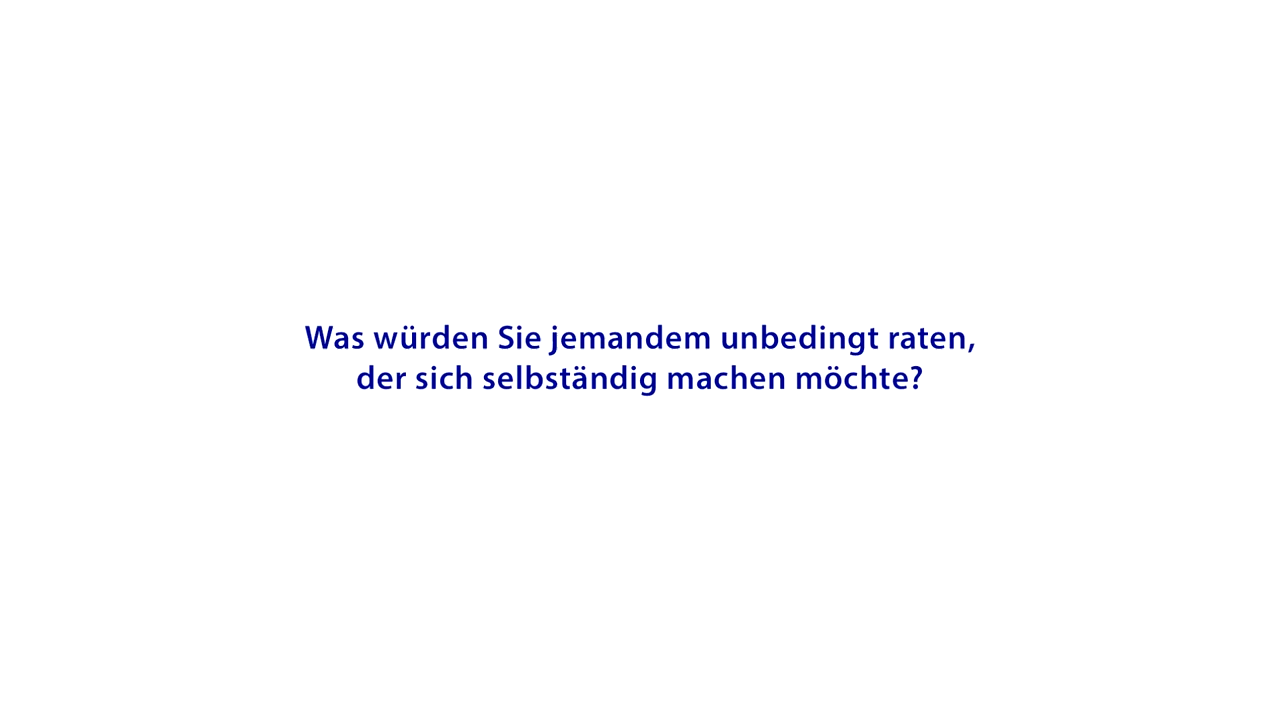 Was würden Sie jemandem unbedingt raten,
der sich selbständig machen möchte?